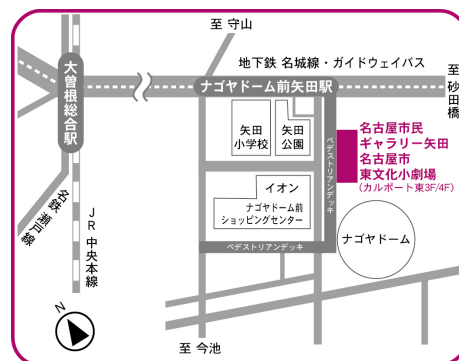 至 守山
地下鉄 名城線・ガイドウェイバス
大曽根総合駅
ナゴヤドーム前矢田駅
至 砂田橋
矢田
小学校
矢田
公園
ペデストリアンデッキ
名古屋市民
ギャラリー矢田
名古屋市
東文化小劇場
(カルポート東3F/4F)
イオン
ナゴヤドーム前
ショッピングセンター
名鉄 瀬戸線
JR 中央本線
ナゴヤドーム
ペデストリアンデッキ
N
至 今池